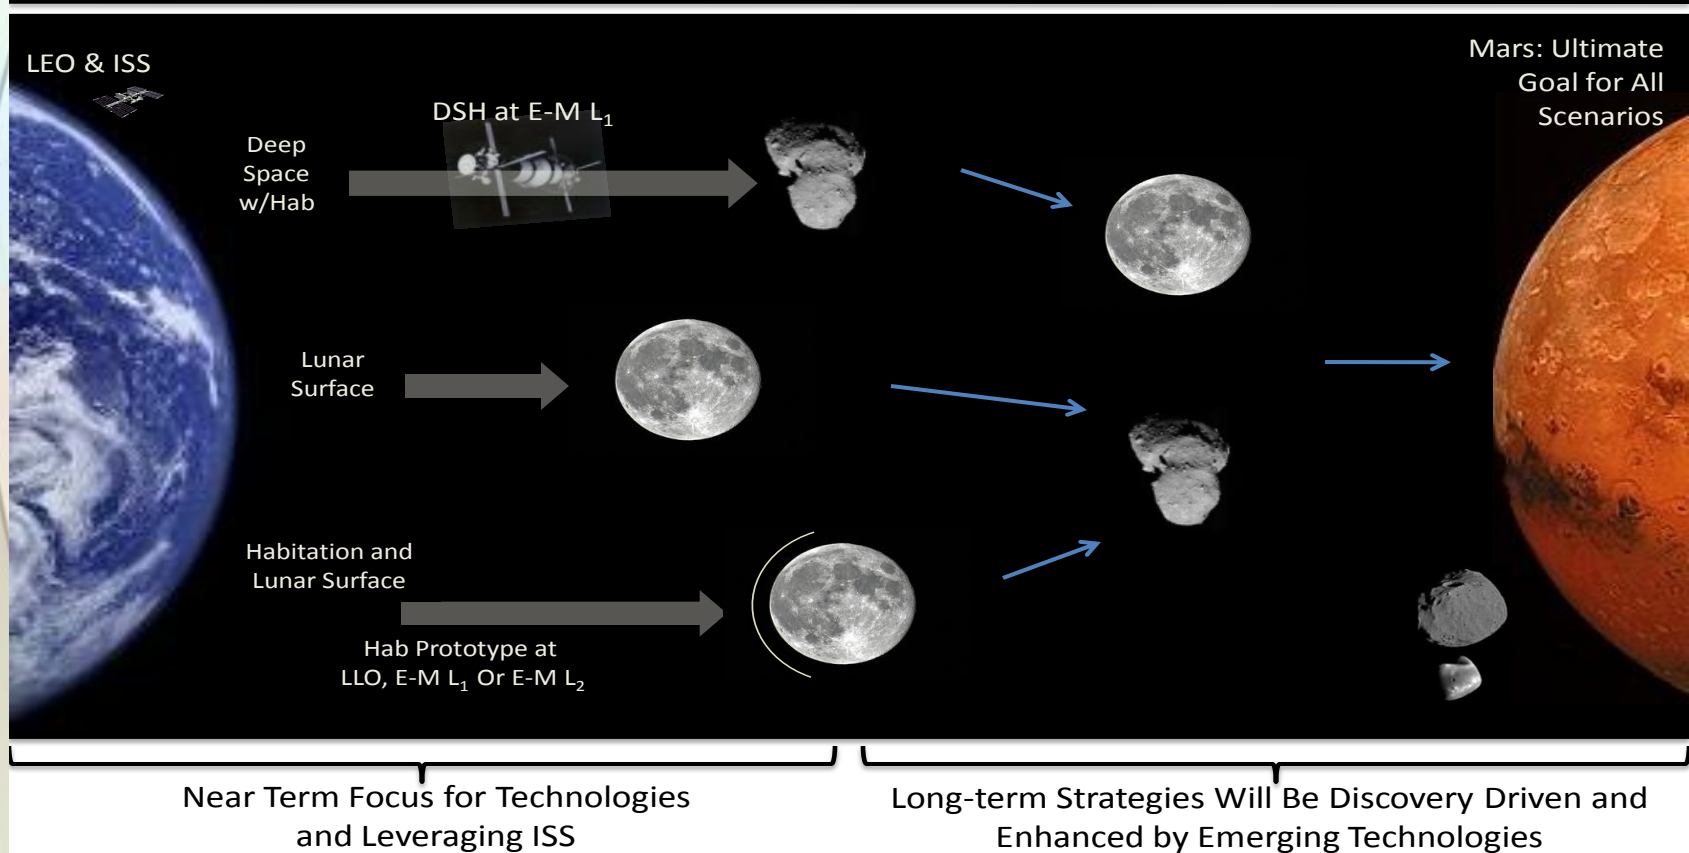 LEO & ISS
Mars: Ultimate
Goal for All
Scenarios
DSH at E-M L₁
Deep
Space
w/Hab
Lunar
Surface
Habitation and
Lunar Surface
Hab Prototype at
LLO, E-M L₁ Or E-M L₂
Near Term Focus for Technologies
and Leveraging ISS
Long-term Strategies Will Be Discovery Driven and
Enhanced by Emerging Technologies